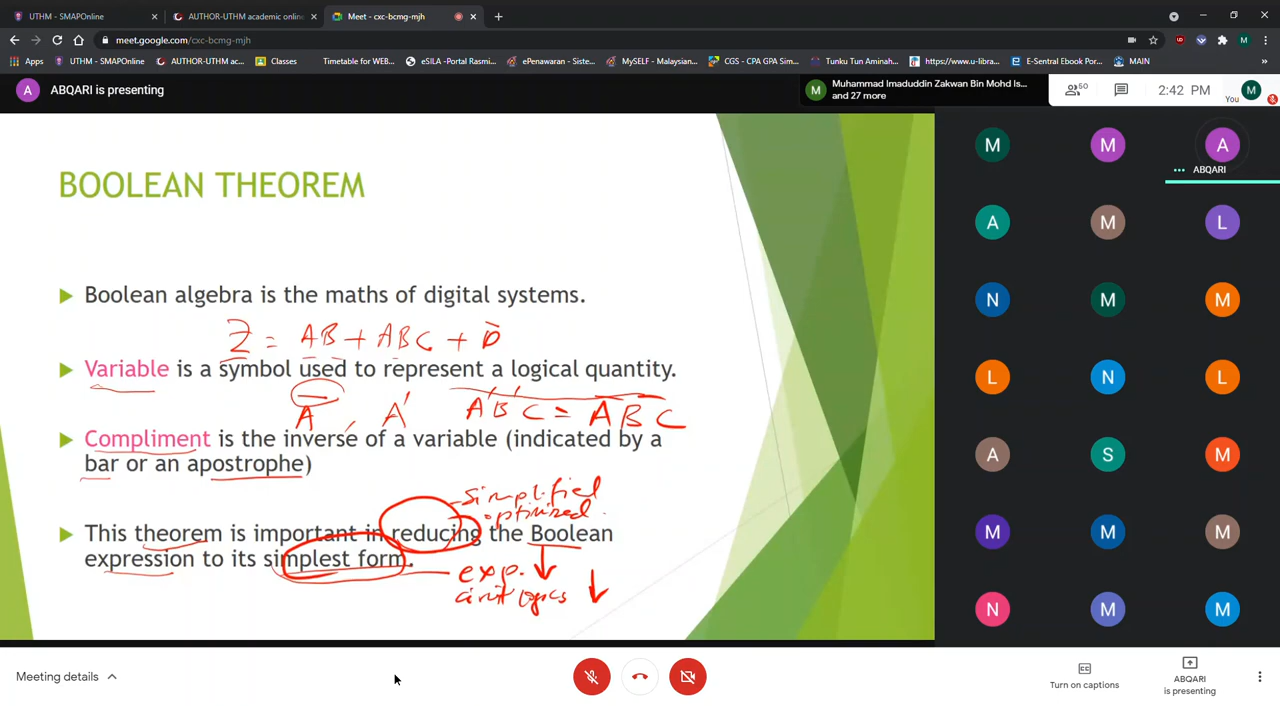 UTHM - SMAPOnline
AUTHOR-UTHM academic online
Meet - cxc-bcmg-mjh
meet.google.com/cxc-bcmg-mjh
M
Apps
UTHM - SMAPOnline
AUTHOR-UTHM ac...
Classes
Timetable for WEB...
eSILA -Portal Rasmi...
ePenawaran - Siste...
MySELF - Malaysian...
CGS - CPA GPA Sim...
Tunku Tun Aminah...
https://www.u-libra...
E-Sentral Ebook Por...
MAIN
»
A
ABQARI is presenting
M
Muhammad Imaduddin Zakwan Bin Mohd Is...
and 27 more
50
2:42 PM
You
M
BOOLEAN THEOREM
Boolean algebra is the maths of digital systems.
Z = AB + ABC + D̅
Variable is a symbol used to represent a logical quantity.
A̅ , A' A'B'C = A B C
Compliment is the inverse of a variable (indicated by a
bar or an apostrophe)
simplified
optimized.
This theorem is important in reducing the Boolean
expression to its simplest form.
exp. ↓
circuit logics ↓
M
M
A
ABQARI
A
M
L
N
M
M
L
N
L
A
S
M
M
M
M
N
M
M
Meeting details
Turn on captions
ABQARI
is presenting